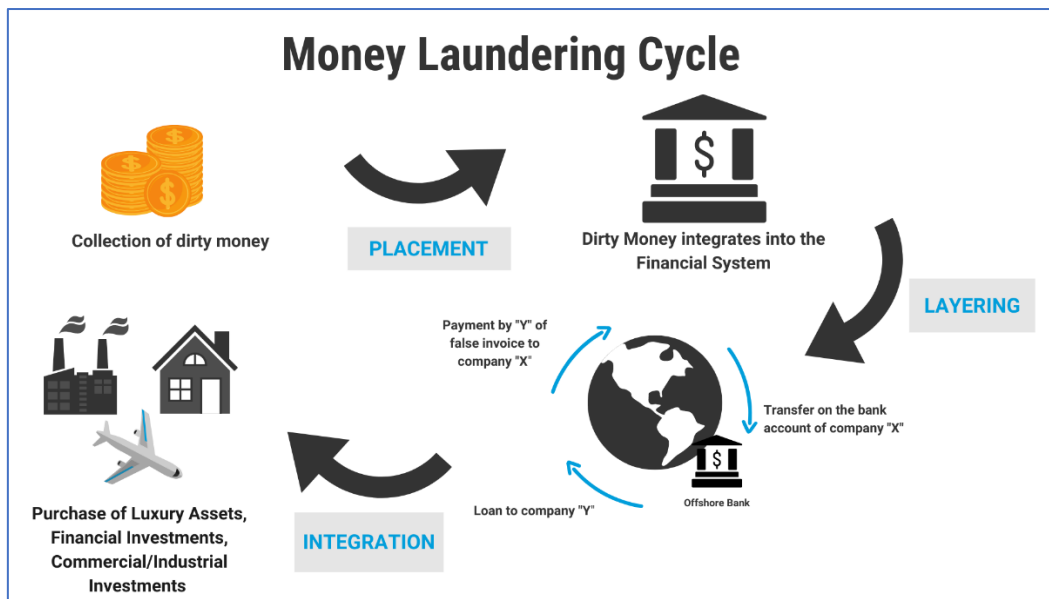 Money Laundering Cycle
Collection of dirty money
PLACEMENT
$
Dirty Money integrates into the
Financial System
LAYERING
Payment by "Y" of
false invoice to
company "X"
Transfer on the bank
account of company "X"
$
Offshore Bank
Loan to company "Y"
INTEGRATION
Purchase of Luxury Assets,
Financial Investments,
Commercial/Industrial
Investments